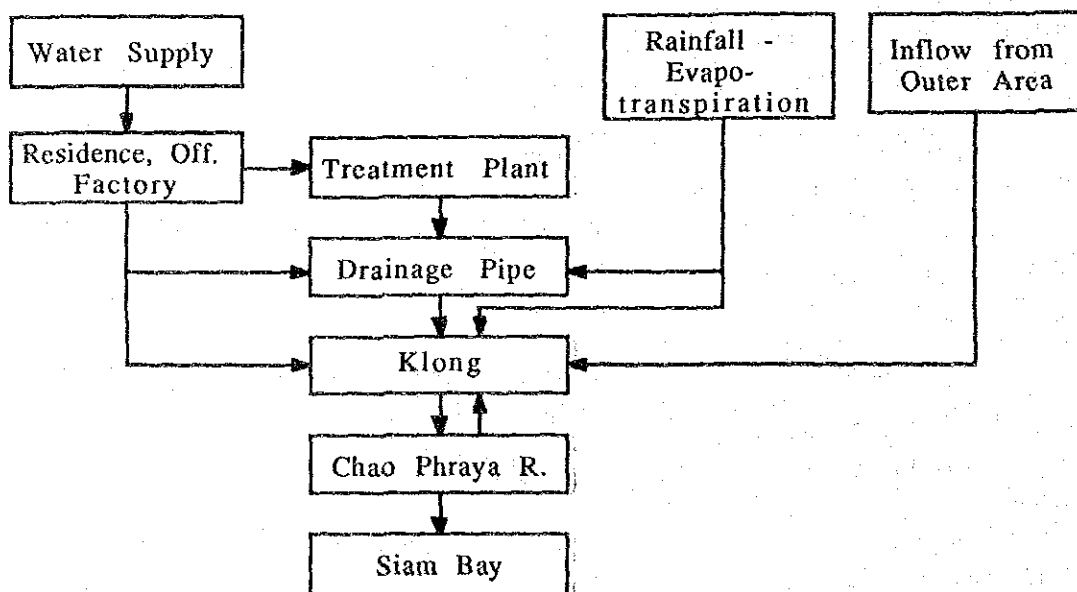 Water Supply
Rainfall -
Evapo-
transpiration
Inflow from
Outer Area
Residence, Off.
Factory
Treatment Plant
Drainage Pipe
Klong
Chao Phraya R.
Siam Bay